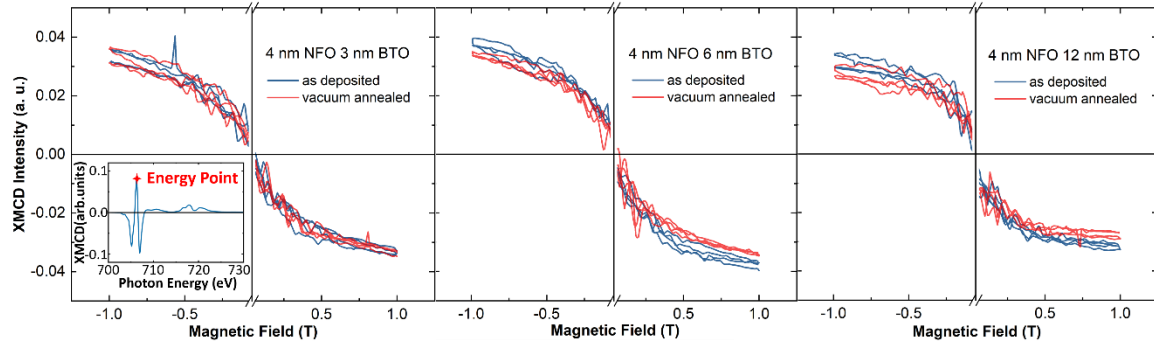 XMCD Intensity (a. u.)
0.04
0.02
0.00
-0.02
-0.04
4 nm NFO 3 nm BTO
as deposited
vacuum annealed
4 nm NFO 6 nm BTO
as deposited
vacuum annealed
4 nm NFO 12 nm BTO
as deposited
vacuum annealed
XMCD(arb.units)
0.1
0.0
-0.1
Energy Point
700 710 720 730
Photon Energy (eV)
-1.0 -0.5 0.5 1.0
Magnetic Field (T)
-1.0 -0.5 0.5 1.0
Magnetic Field (T)
-1.0 -0.5 0.5 1.0
Magnetic Field (T)